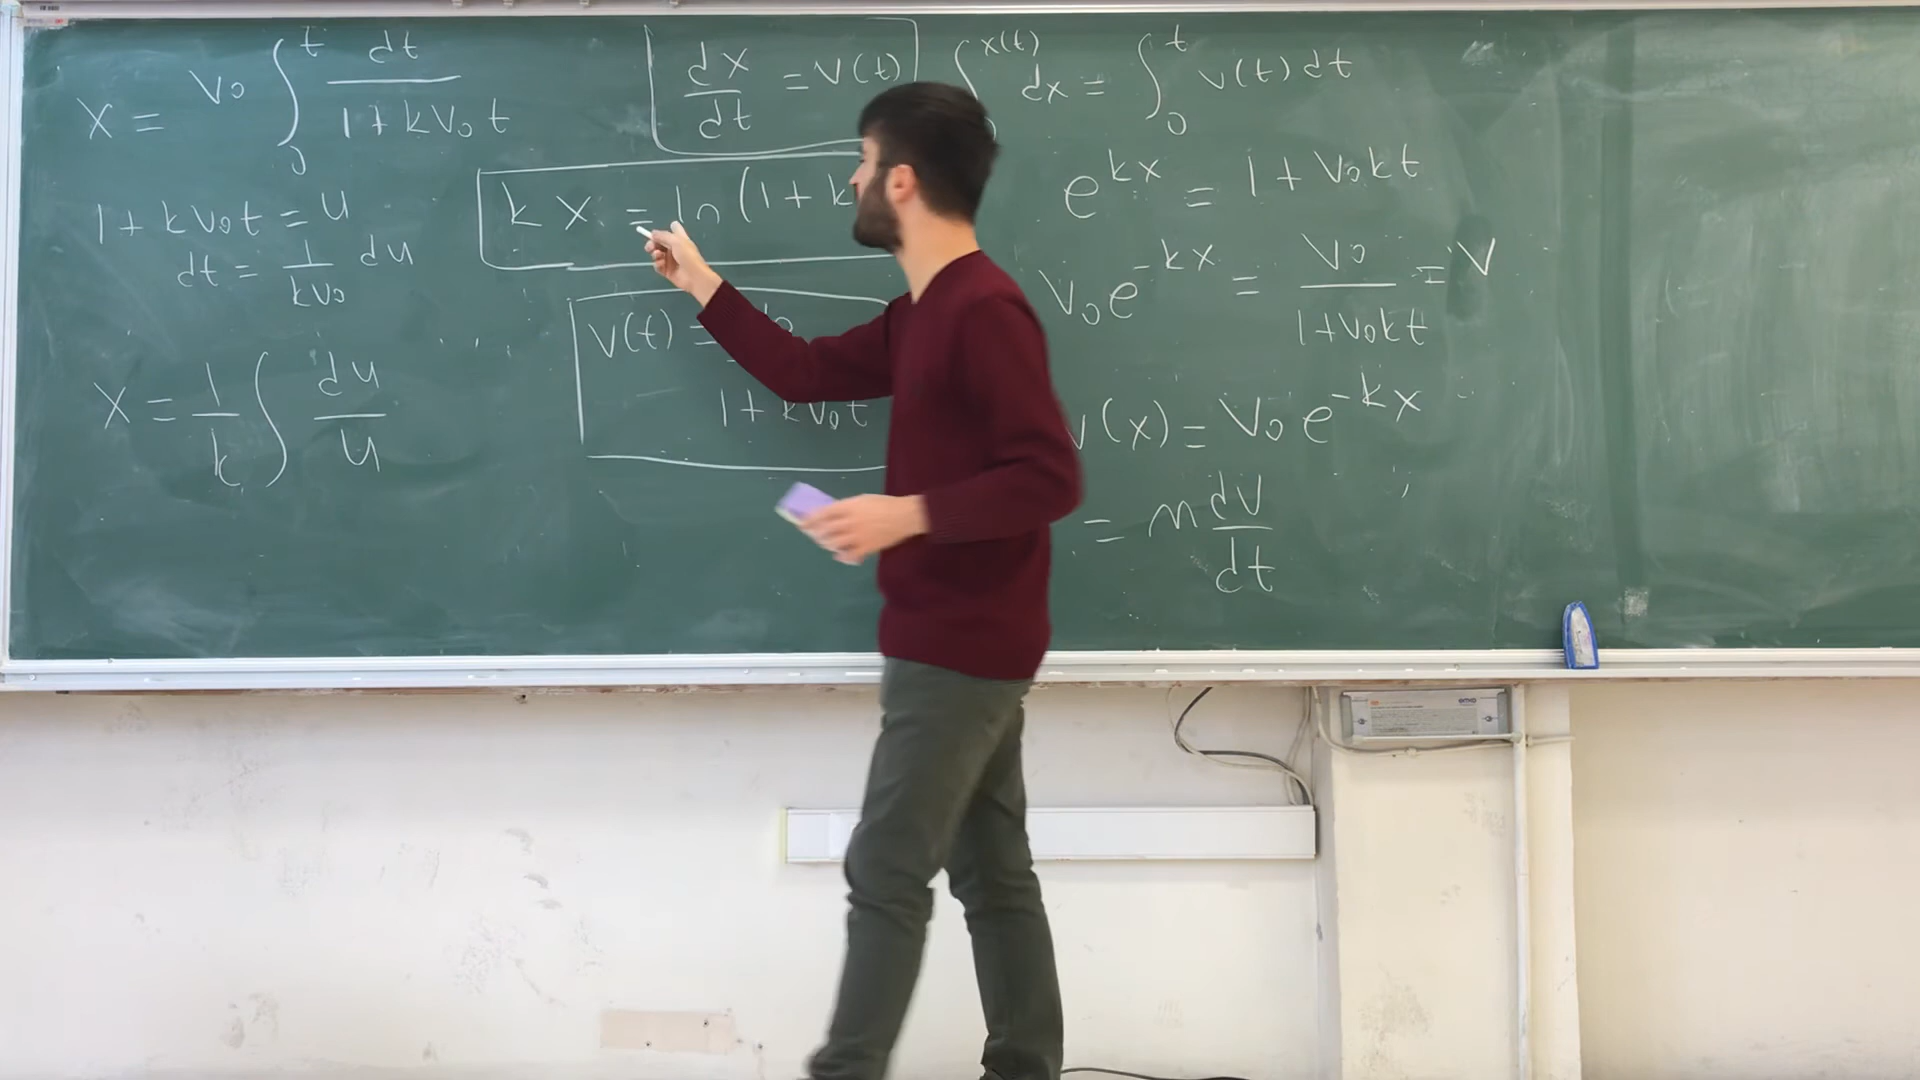 X = V₀ ∫₀ᵗ dt / (1 + kV₀t)
1 + kV₀t = u
dt = 1/(kV₀) du
X = 1/k ∫ du/u
dx/dt = V(t)
kX = ln(1 + k
V(t) =
1 + kV₀t
∫ˣ⁽ᵗ⁾ dx = ∫₀ᵗ V(t) dt
e^{kx} = 1 + V₀kt
V₀e^{-kx} = V₀/(1+V₀kt) = V
V(x) = V₀e^{-kx}
= m dV/dt